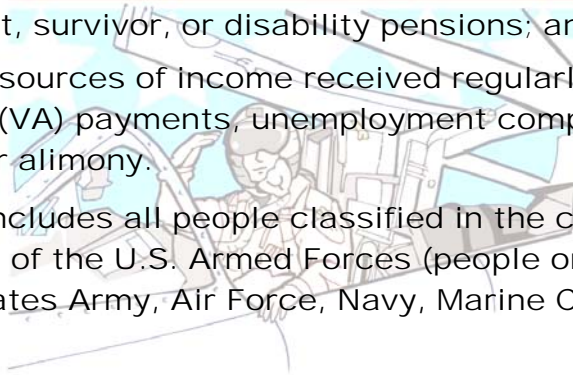 t, survivor, or disability pensions; an
sources of income received regularl
(VA) payments, unemployment comp
r alimony.
ncludes all people classified in the c
of the U.S. Armed Forces (people or
ates Army, Air Force, Navy, Marine C